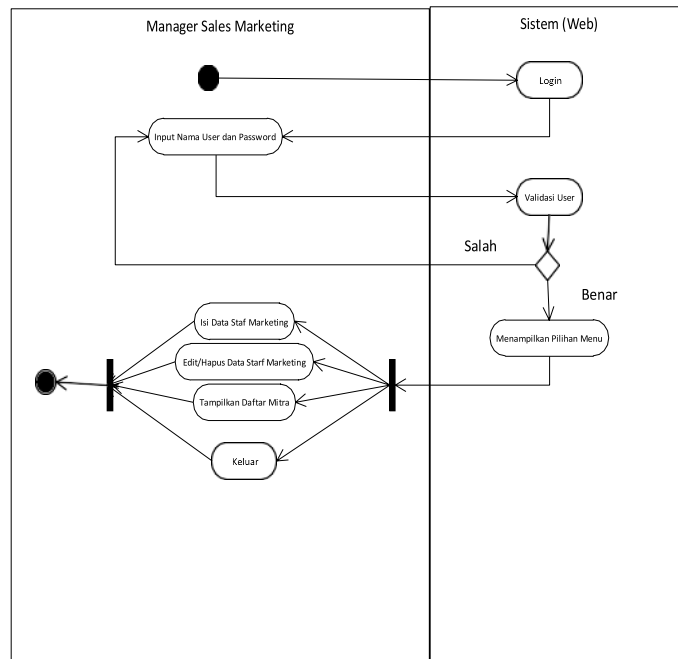 Manager Sales Marketing
Sistem (Web)
Login
Input Nama User dan Password
Validasi User
Salah
Benar
Isi Data Staf Marketing
Menampilkan Pilihan Menu
Edit/Hapus Data Starf Marketing
Tampilkan Daftar Mitra
Keluar